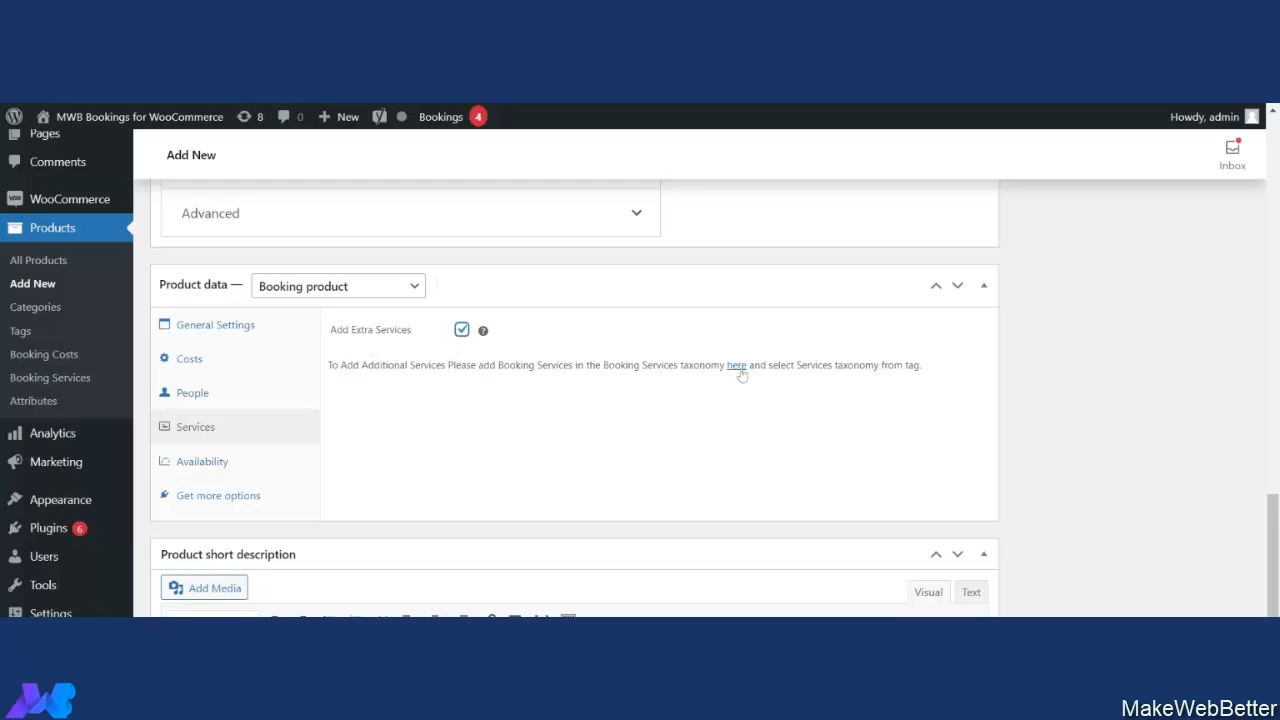 MWB Bookings for WooCommerce 8 0 New Bookings 4 Howdy, admin
Pages
Comments
WooCommerce
Products
All Products
Add New
Categories
Tags
Booking Costs
Booking Services
Attributes
Analytics
Marketing
Appearance
Plugins 6
Users
Tools
Settings
Add New
Inbox
Advanced
Product data — Booking product
General Settings
Costs
People
Services
Availability
Get more options
Add Extra Services ?
To Add Additional Services Please add Booking Services in the Booking Services taxonomy here and select Services taxonomy from tag.
Product short description
Add Media
Visual Text
MakeWebBetter